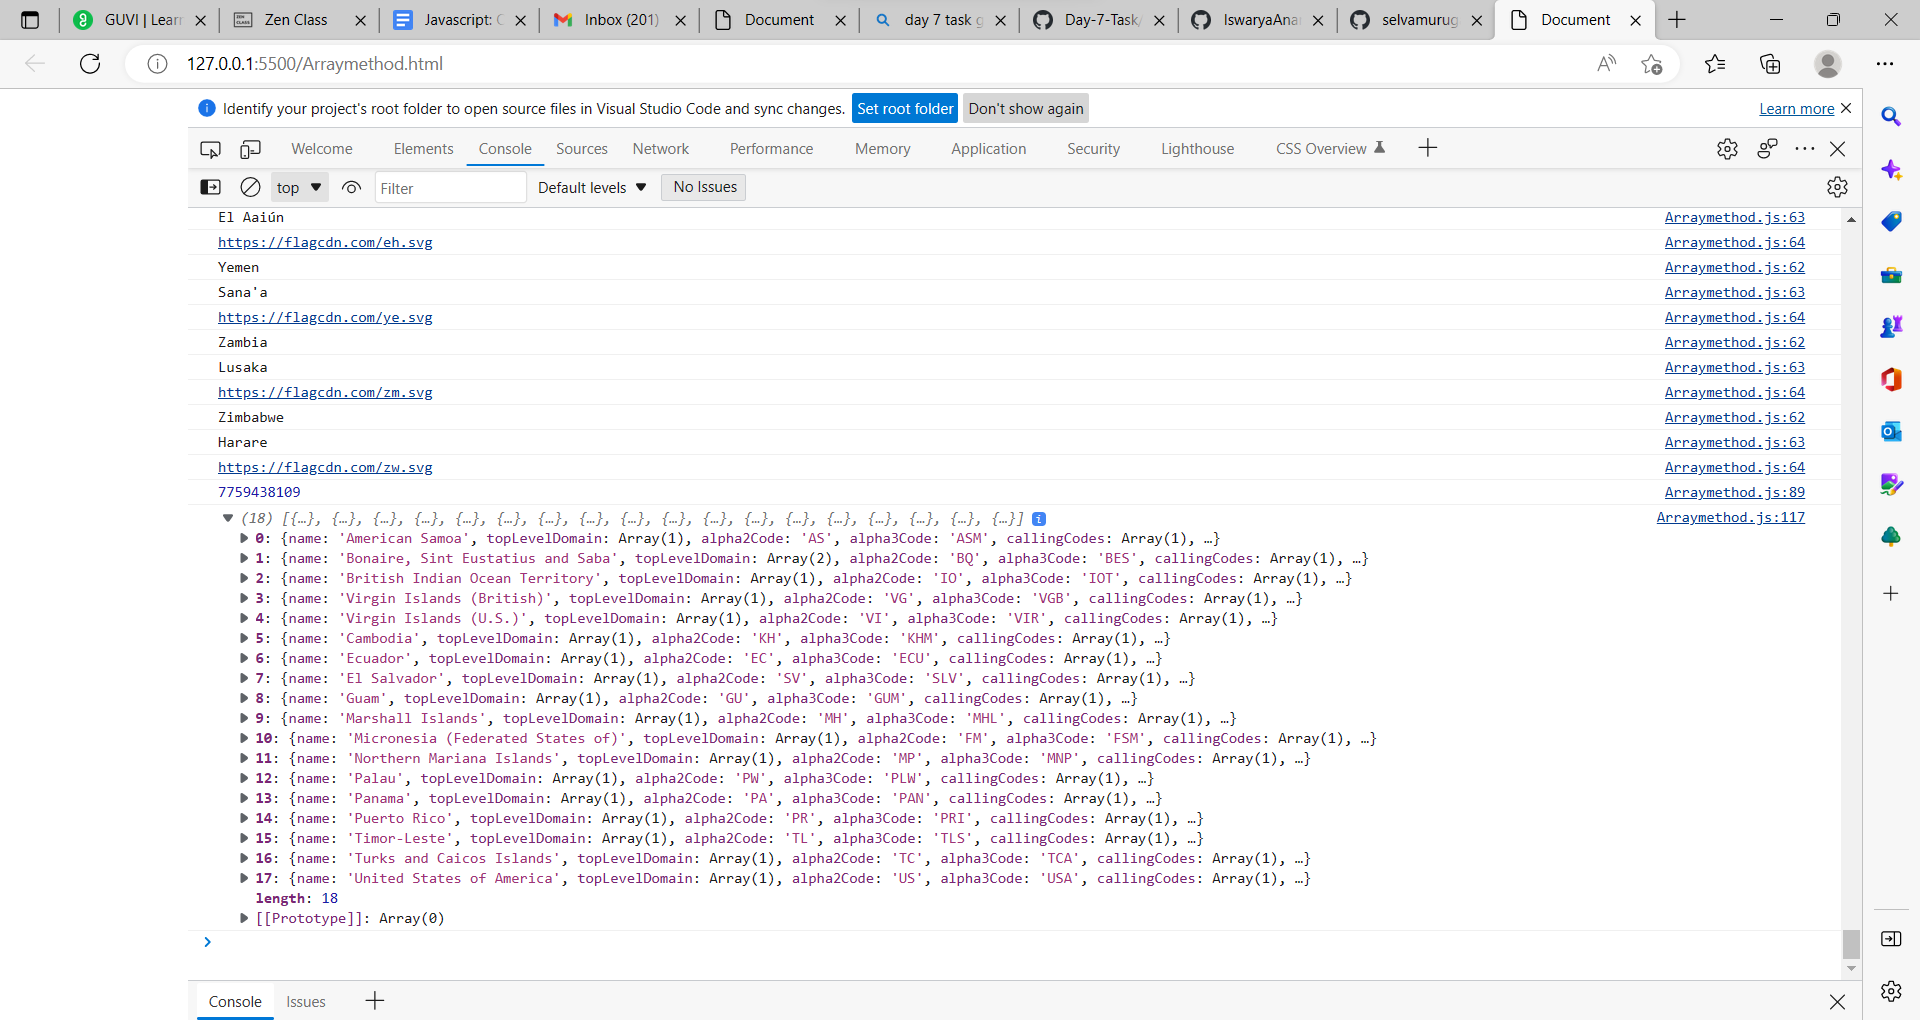 GUVI | Learn
Zen Class
Javascript: C
Inbox (201)
Document
day 7 task g
Day-7-Task/
IswaryaAnan
selvamurug
Document
127.0.0.1:5500/Arraymethod.html
Identify your project's root folder to open source files in Visual Studio Code and sync changes. Set root folder Don't show again Learn more
Welcome Elements Console Sources Network Performance Memory Application Security Lighthouse CSS Overview
top Filter Default levels No Issues
El Aaiún Arraymethod.js:63
https://flagcdn.com/eh.svg Arraymethod.js:64
Yemen Arraymethod.js:62
Sana'a Arraymethod.js:63
https://flagcdn.com/ye.svg Arraymethod.js:64
Zambia Arraymethod.js:62
Lusaka Arraymethod.js:63
https://flagcdn.com/zm.svg Arraymethod.js:64
Zimbabwe Arraymethod.js:62
Harare Arraymethod.js:63
https://flagcdn.com/zw.svg Arraymethod.js:64
7759438109 Arraymethod.js:89
(18) [{…}, {…}, {…}, {…}, {…}, {…}, {…}, {…}, {…}, {…}, {…}, {…}, {…}, {…}, {…}, {…}, {…}, {…}] Arraymethod.js:117
0: {name: 'American Samoa', topLevelDomain: Array(1), alpha2Code: 'AS', alpha3Code: 'ASM', callingCodes: Array(1), …}
1: {name: 'Bonaire, Sint Eustatius and Saba', topLevelDomain: Array(2), alpha2Code: 'BQ', alpha3Code: 'BES', callingCodes: Array(1), …}
2: {name: 'British Indian Ocean Territory', topLevelDomain: Array(1), alpha2Code: 'IO', alpha3Code: 'IOT', callingCodes: Array(1), …}
3: {name: 'Virgin Islands (British)', topLevelDomain: Array(1), alpha2Code: 'VG', alpha3Code: 'VGB', callingCodes: Array(1), …}
4: {name: 'Virgin Islands (U.S.)', topLevelDomain: Array(1), alpha2Code: 'VI', alpha3Code: 'VIR', callingCodes: Array(1), …}
5: {name: 'Cambodia', topLevelDomain: Array(1), alpha2Code: 'KH', alpha3Code: 'KHM', callingCodes: Array(1), …}
6: {name: 'Ecuador', topLevelDomain: Array(1), alpha2Code: 'EC', alpha3Code: 'ECU', callingCodes: Array(1), …}
7: {name: 'El Salvador', topLevelDomain: Array(1), alpha2Code: 'SV', alpha3Code: 'SLV', callingCodes: Array(1), …}
8: {name: 'Guam', topLevelDomain: Array(1), alpha2Code: 'GU', alpha3Code: 'GUM', callingCodes: Array(1), …}
9: {name: 'Marshall Islands', topLevelDomain: Array(1), alpha2Code: 'MH', alpha3Code: 'MHL', callingCodes: Array(1), …}
10: {name: 'Micronesia (Federated States of)', topLevelDomain: Array(1), alpha2Code: 'FM', alpha3Code: 'FSM', callingCodes: Array(1), …}
11: {name: 'Northern Mariana Islands', topLevelDomain: Array(1), alpha2Code: 'MP', alpha3Code: 'MNP', callingCodes: Array(1), …}
12: {name: 'Palau', topLevelDomain: Array(1), alpha2Code: 'PW', alpha3Code: 'PLW', callingCodes: Array(1), …}
13: {name: 'Panama', topLevelDomain: Array(1), alpha2Code: 'PA', alpha3Code: 'PAN', callingCodes: Array(1), …}
14: {name: 'Puerto Rico', topLevelDomain: Array(1), alpha2Code: 'PR', alpha3Code: 'PRI', callingCodes: Array(1), …}
15: {name: 'Timor-Leste', topLevelDomain: Array(1), alpha2Code: 'TL', alpha3Code: 'TLS', callingCodes: Array(1), …}
16: {name: 'Turks and Caicos Islands', topLevelDomain: Array(1), alpha2Code: 'TC', alpha3Code: 'TCA', callingCodes: Array(1), …}
17: {name: 'United States of America', topLevelDomain: Array(1), alpha2Code: 'US', alpha3Code: 'USA', callingCodes: Array(1), …}
length: 18
[[Prototype]]: Array(0)
Console Issues